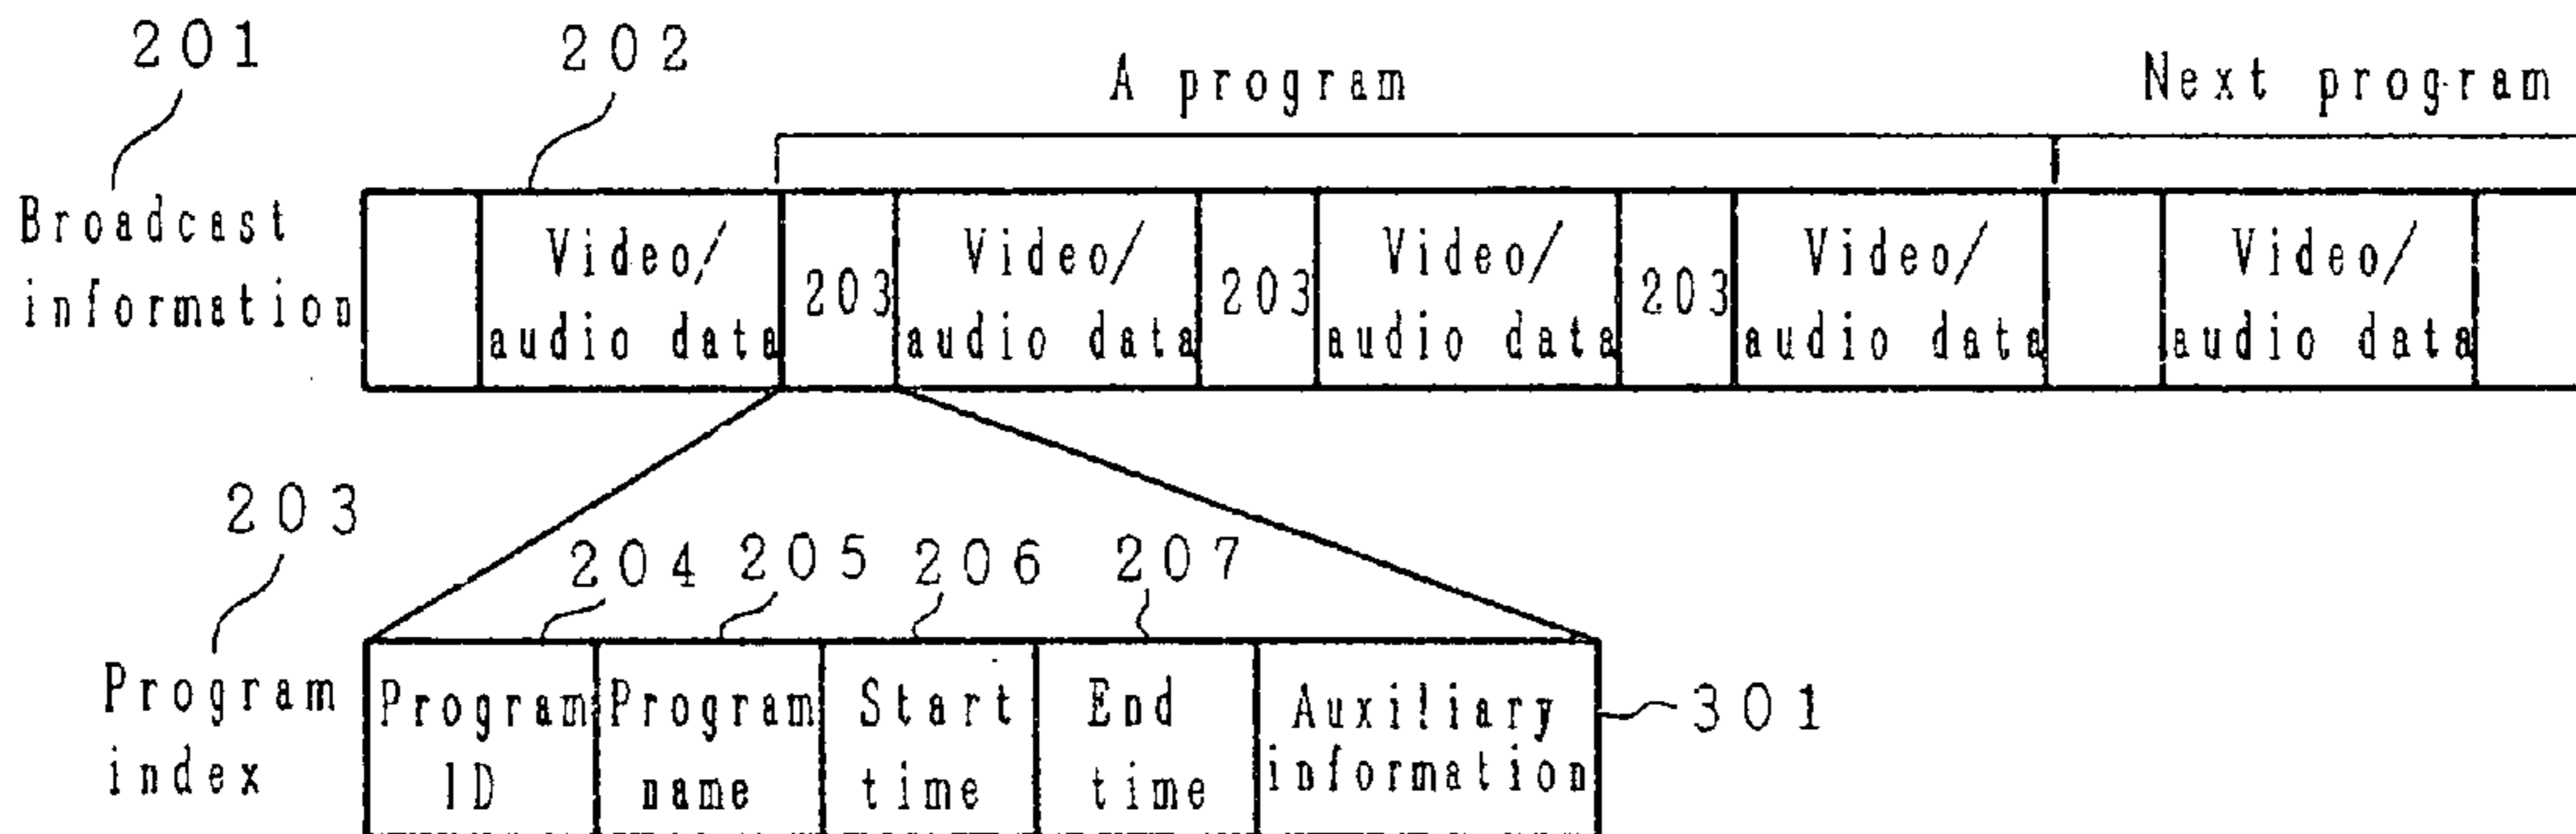 201
202
A program
Next program
Broadcast
information
Video/
audio data
203
Video/
audio data
203
Video/
audio data
203
Video/
audio data
Video/
audio data
203
204
205
206
207
Program
index
Program
ID
Program
name
Start
time
End
time
Auxiliary
information
301